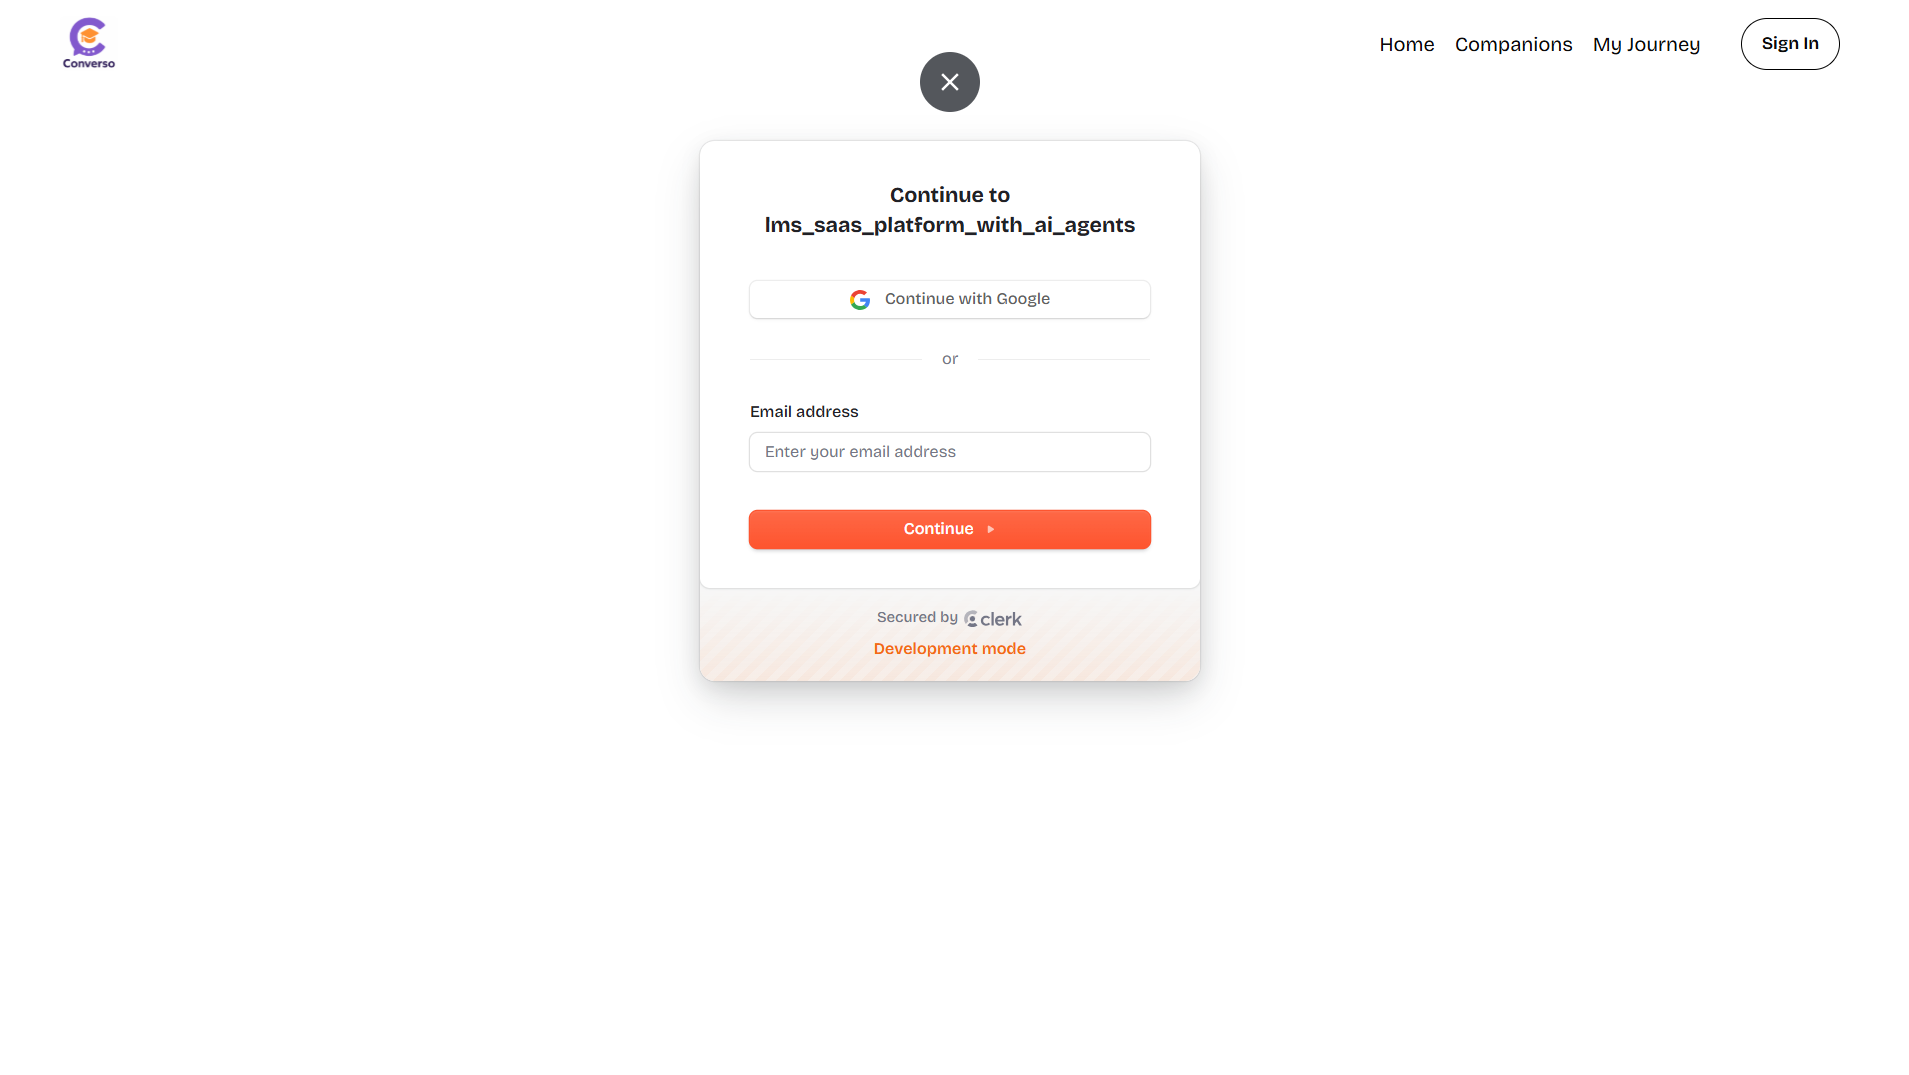 Converso
Home
Companions
My Journey
Sign In
Continue to
lms_saas_platform_with_ai_agents
Continue with Google
or
Email address
Enter your email address
Continue
Secured by clerk
Development mode